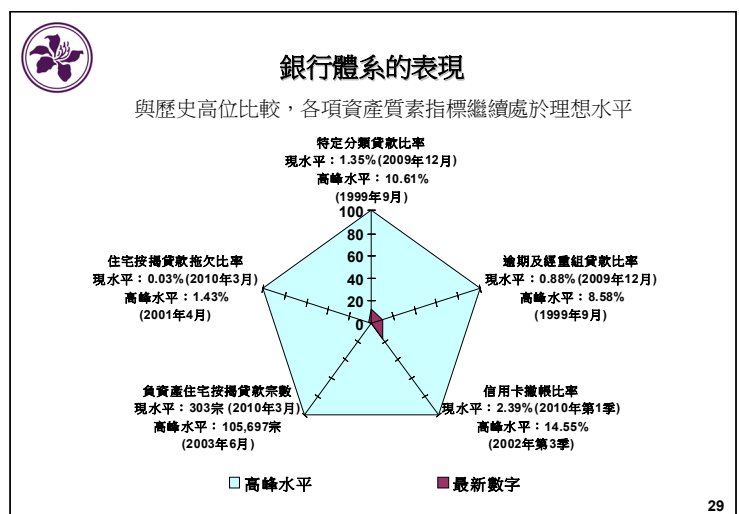 銀行體系的表現
與歷史高位比較，各項資產質素指標繼續處於理想水平
特定分類貸款比率
現水平：1.35% (2009年12月)
高峰水平：10.61%
(1999年9月)
100
80
60
40
20
0
住宅按揭貸款拖欠比率
現水平：0.03% (2010年3月)
高峰水平：1.43%
(2001年4月)
逾期及經重組貸款比率
現水平：0.88% (2009年12月)
高峰水平：8.58%
(1999年9月)
負資產住宅按揭貸款宗數
現水平：303宗 (2010年3月)
高峰水平：105,697宗
(2003年6月)
信用卡撇帳比率
現水平：2.39% (2010年第1季)
高峰水平：14.55%
(2002年第3季)
高峰水平
最新數字
29